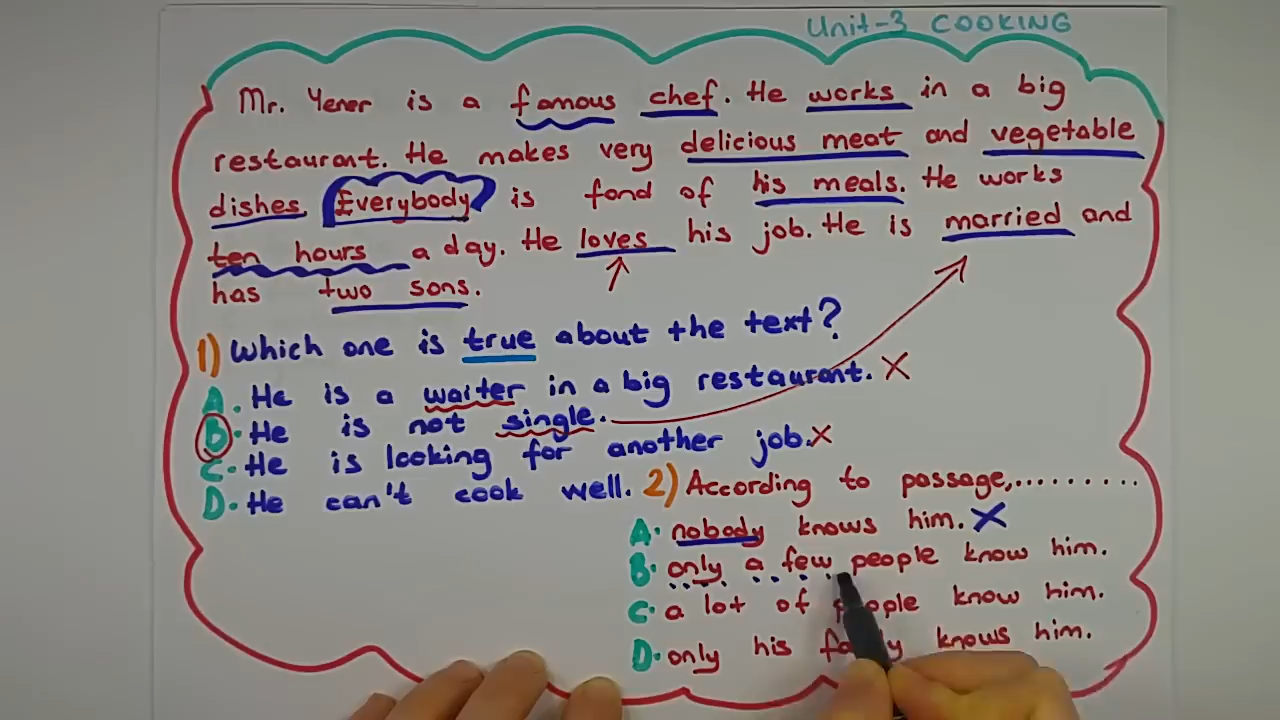 Unit-3 COOKING
Mr. Yener is a famous chef. He works in a big
restaurant. He makes very delicious meat and vegetable
dishes. Everybody is fond of his meals. He works
ten hours a day. He loves his job. He is married and
has two sons.
1) Which one is true about the text?
A. He is a waiter in a big restaurant. X
B. He is not single.
C. He is looking for another job. X
D. He can't cook well.
2) According to passage,..........
A. nobody knows him. X
B. only a few people know him.
C. a lot of people know him.
D. only his family knows him.